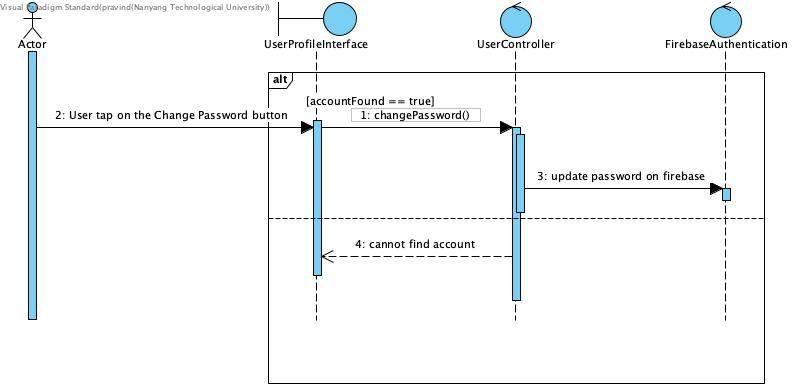 Visual Paradigm Standard(pravind(Nanyang Technological University))
Actor
UserProfileInterface
UserController
FirebaseAuthentication
alt
[accountFound == true]
2: User tap on the Change Password button
1: changePassword()
3: update password on firebase
4: cannot find account